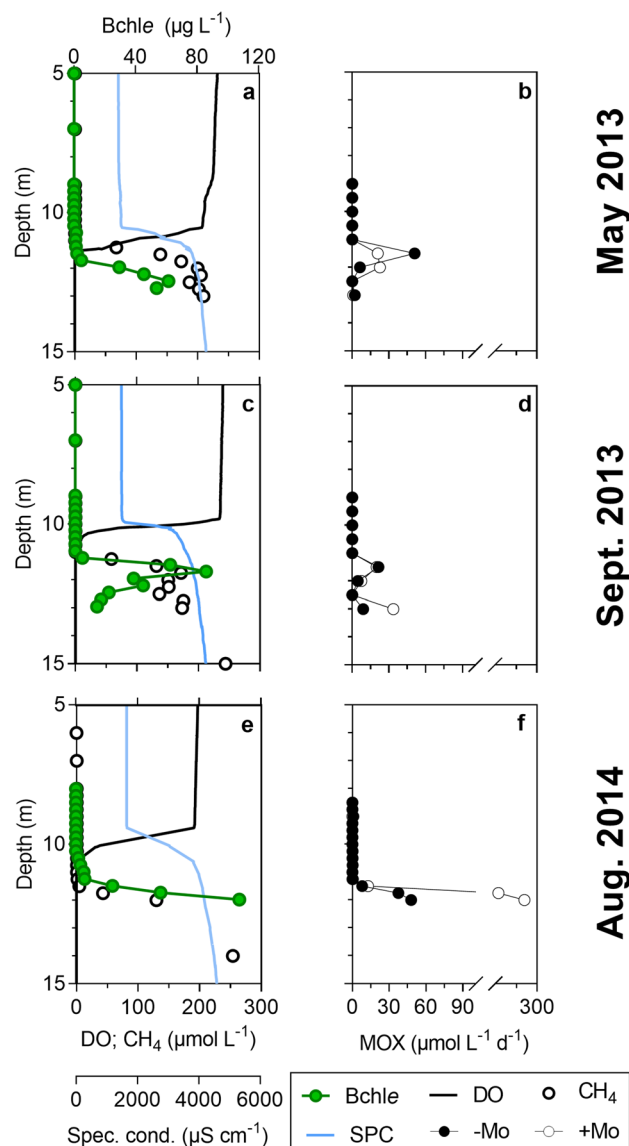 Bchle (µg L⁻¹)
0 40 80 120
5
10
15
Depth (m)
a
b
May 2013
5
10
15
Depth (m)
c
d
Sept. 2013
5
10
15
Depth (m)
e
f
Aug. 2014
0 100 200 300
DO; CH₄ (µmol L⁻¹)
0 30 60 90 300
MOX (µmol L⁻¹ d⁻¹)
0 2000 4000 6000
Spec. cond. (µS cm⁻¹)
Bchle DO CH₄
SPC -Mo +Mo